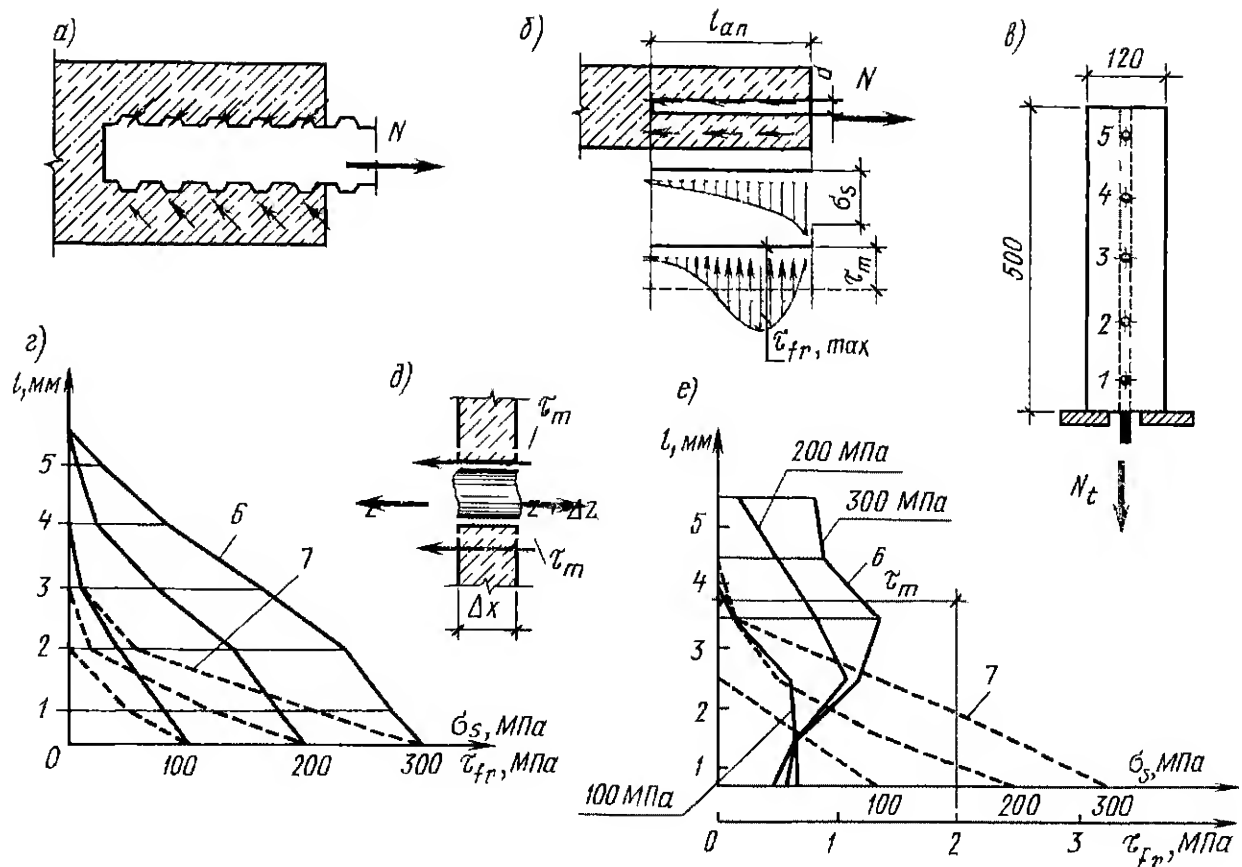 а)
N
б)
l_an
d
N
σ_s
τ_m
τ_fr, max
в)
120
500
5
4
3
2
1
N_t
г)
l, мм
5
4
3
2
1
6
7
σ_s, МПа
0
100
200
300
τ_fr, МПа
д)
τ_m
z
z + Δz
τ_m
Δx
е)
l, мм
200 МПа
300 МПа
5
4
3
2
1
6
τ_m
7
100 МПа
σ_s, МПа
100
200
300
0
1
2
3
τ_fr, МПа